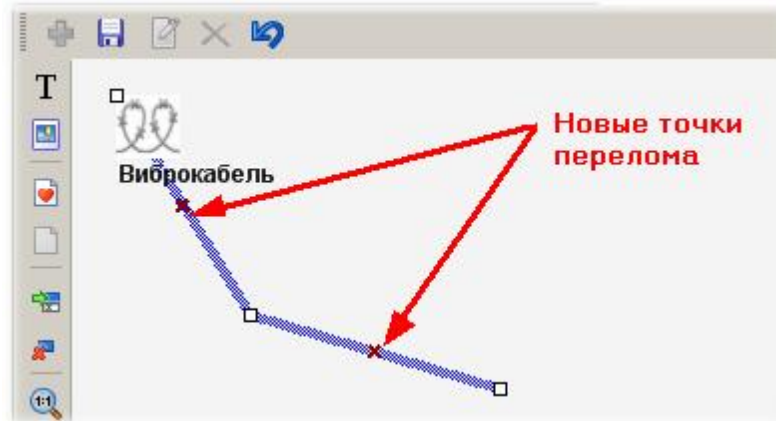 T
Виброкабель
Новые точки
перелома
1:1